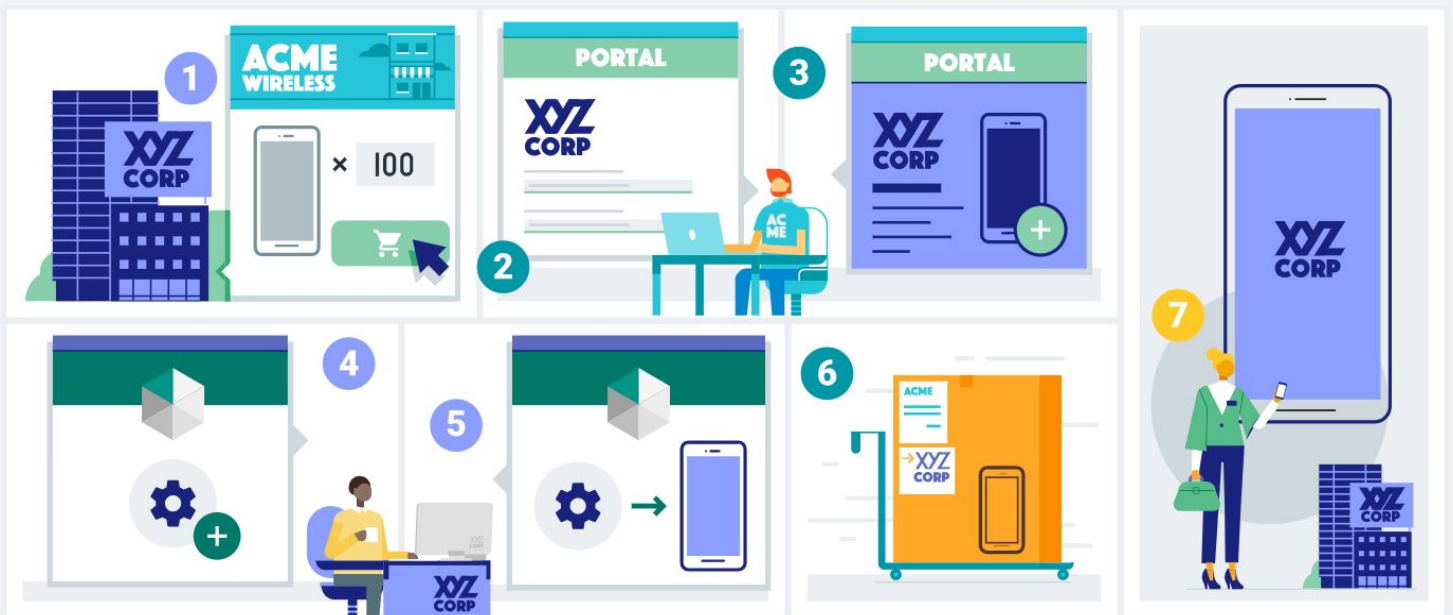 1
ACME
WIRELESS
XYZ
CORP
× 100
2
PORTAL
XYZ
CORP
AC
ME
3
PORTAL
XYZ
CORP
4
XYZ
CORP
5
6
ACME
XYZ
CORP
7
XYZ
CORP
XYZ
CORP